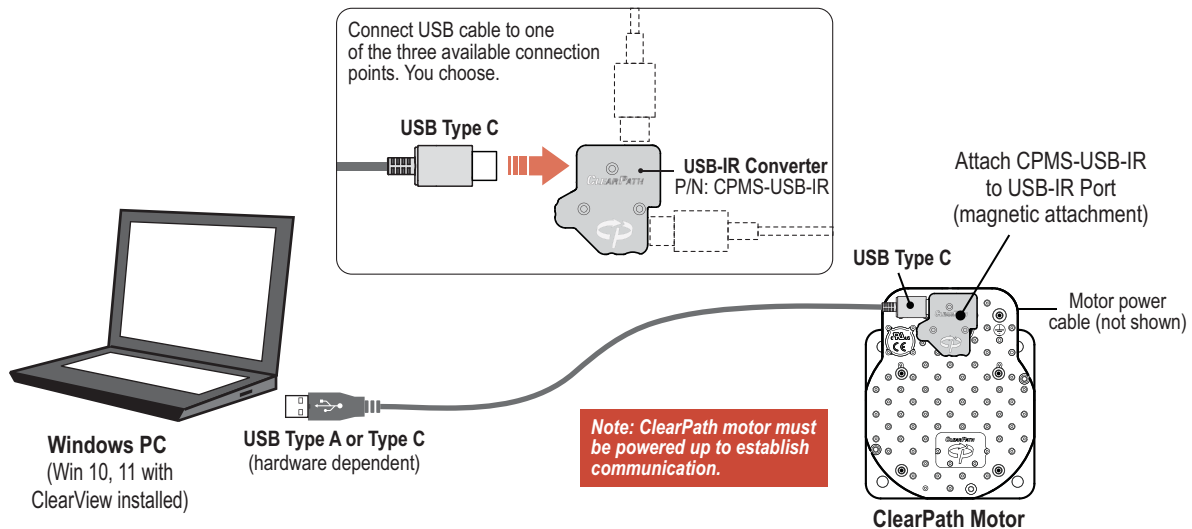 Connect USB cable to one
of the three available connection
points. You choose.
USB Type C
CLEARPATH
USB-IR Converter
P/N: CPMS-USB-IR
Attach CPMS-USB-IR
to USB-IR Port
(magnetic attachment)
USB Type C
Motor power
cable (not shown)
CE
Note: ClearPath motor must
be powered up to establish
communication.
CLEARPATH
Windows PC
(Win 10, 11 with
ClearView installed)
USB Type A or Type C
(hardware dependent)
ClearPath Motor